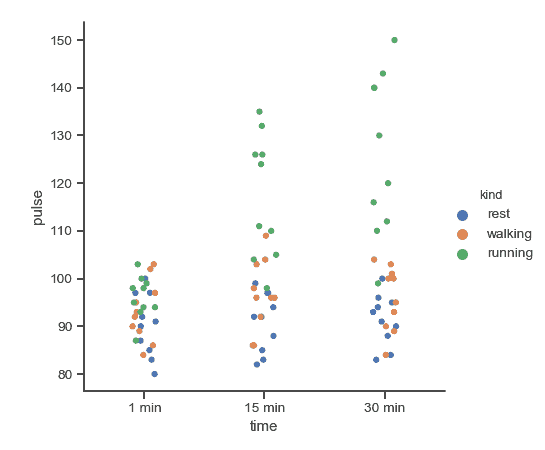 150
140
130
120
110
100
90
80
pulse
1 min
15 min
30 min
time
kind
rest
walking
running